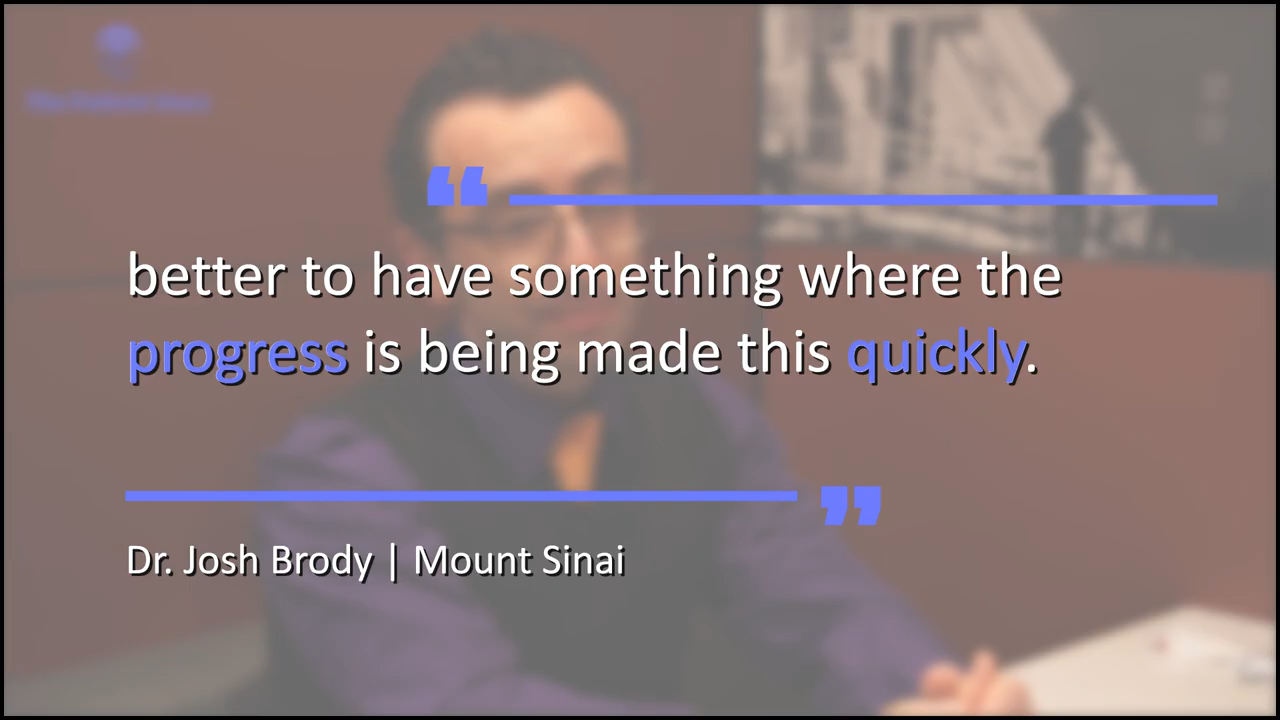 “
better to have something where the
progress is being made this quickly.
”
Dr. Josh Brody | Mount Sinai